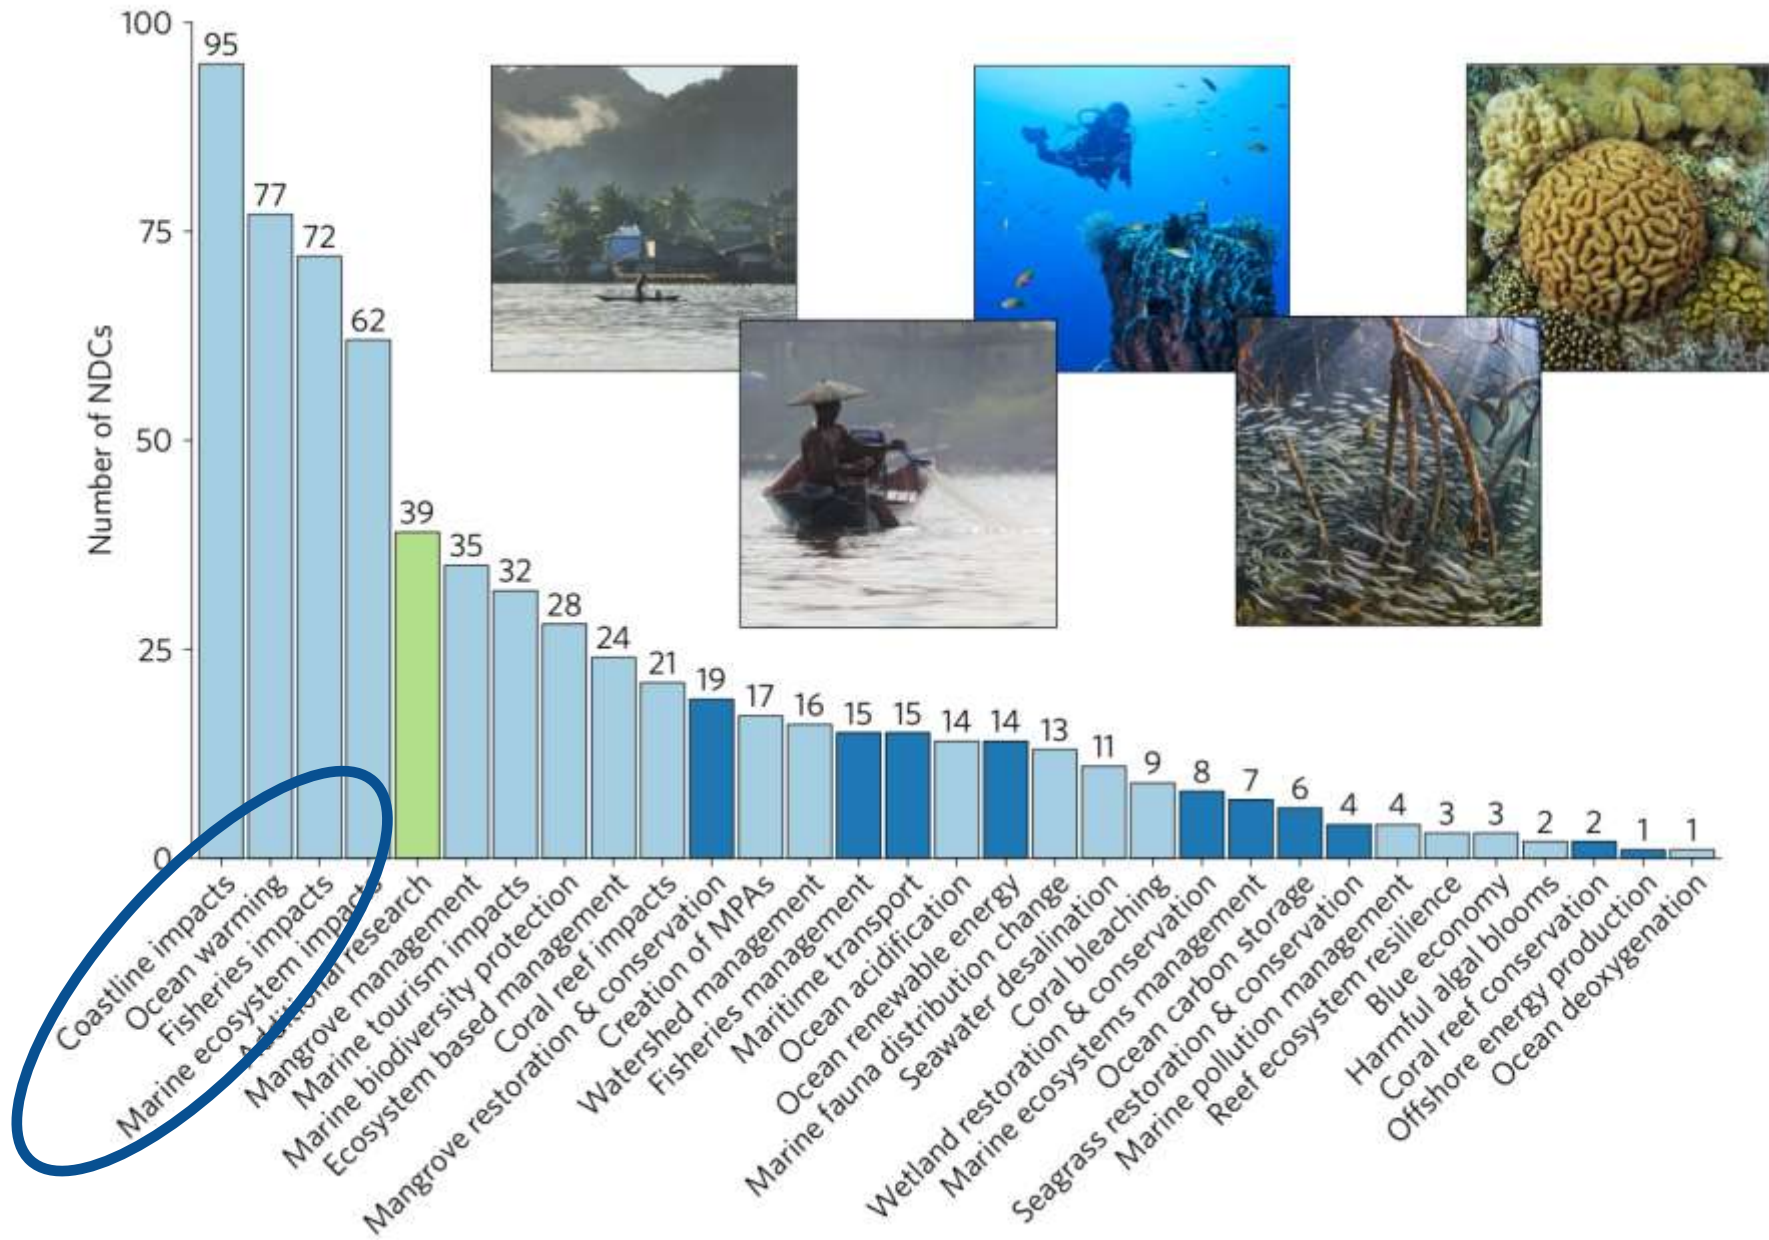 Number of NDCs
100
75
50
25
0
95
77
72
62
39
35
32
28
24
21
19
17
16
15
15
14
14
13
11
9
8
7
6
4
4
3
3
2
2
1
1
Coastline impacts
Ocean warming
Fisheries impacts
Marine ecosystem impacts
Additional research
Mangrove management
Marine tourism impacts
Marine biodiversity protection
Ecosystem based management
Coral reef impacts
Mangrove restoration & conservation
Creation of MPAs
Watershed management
Fisheries management
Maritime transport
Ocean acidification
Ocean renewable energy
Marine fauna distribution change
Seawater desalination
Coral bleaching
Wetland restoration & conservation
Marine ecosystems management
Ocean carbon storage
Seagrass restoration & conservation
Marine pollution management
Reef ecosystem resilience
Blue economy
Harmful algal blooms
Coral reef conservation
Offshore energy production
Ocean deoxygenation